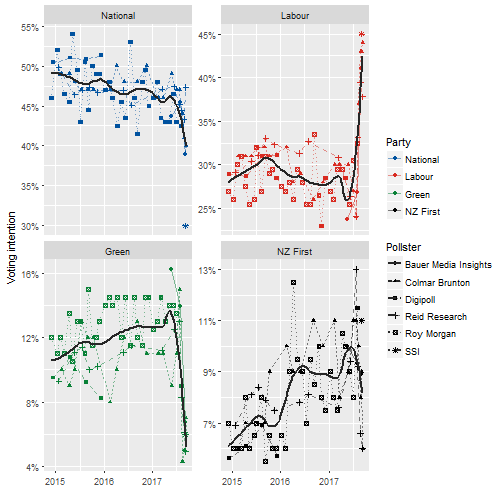 National
Labour
55%
50%
45%
40%
35%
30%
45%
40%
35%
30%
25%
Voting intention
Green
NZ First
16%
12%
8%
4%
13%
11%
9%
7%
2015
2016
2017
2015
2016
2017
Party
National
Labour
Green
NZ First
Pollster
Bauer Media Insights
Colmar Brunton
Digipoll
Reid Research
Roy Morgan
SSI